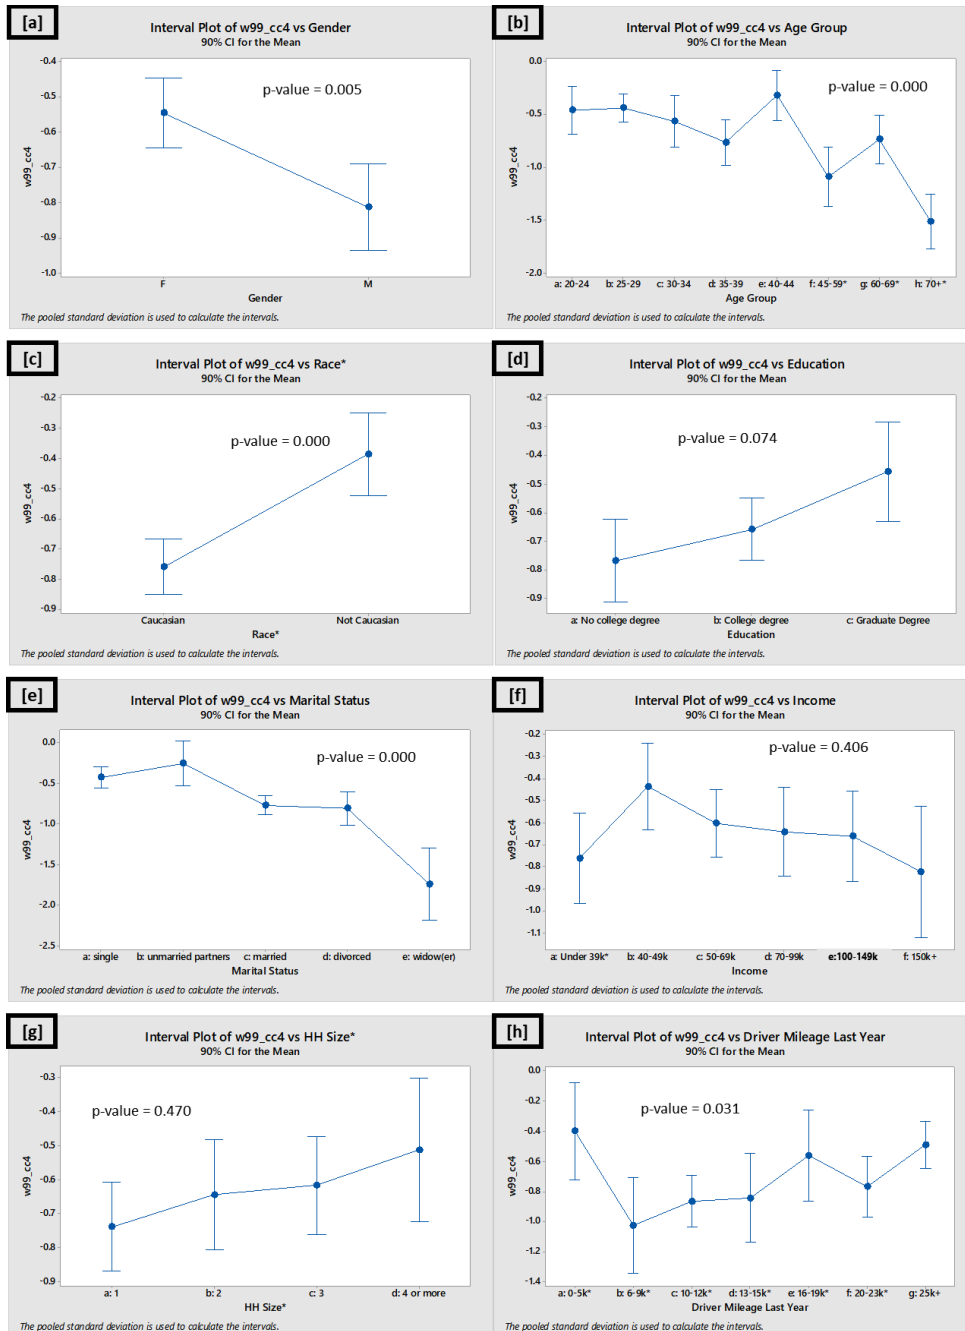 [a]
Interval Plot of w99_cc4 vs Gender
90% CI for the Mean
p-value = 0.005
-0.4
-0.5
-0.6
-0.7
-0.8
-0.9
-1.0
w99_cc4
F M
Gender
The pooled standard deviation is used to calculate the intervals.
[b]
Interval Plot of w99_cc4 vs Age Group
90% CI for the Mean
p-value = 0.000
0.0
-0.5
-1.0
-1.5
-2.0
w99_cc4
a: 20-24 b: 25-29 c: 30-34 d: 35-39 e: 40-44 f: 45-59* g: 60-69* h: 70+*
Age Group
The pooled standard deviation is used to calculate the intervals.
[c]
Interval Plot of w99_cc4 vs Race*
90% CI for the Mean
p-value = 0.000
-0.2
-0.3
-0.4
-0.5
-0.6
-0.7
-0.8
-0.9
w99_cc4
Caucasian Not Caucasian
Race*
The pooled standard deviation is used to calculate the intervals.
[d]
Interval Plot of w99_cc4 vs Education
90% CI for the Mean
p-value = 0.074
-0.2
-0.3
-0.4
-0.5
-0.6
-0.7
-0.8
-0.9
w99_cc4
a: No college degree b: College degree c: Graduate Degree
Education
The pooled standard deviation is used to calculate the intervals.
[e]
Interval Plot of w99_cc4 vs Marital Status
90% CI for the Mean
p-value = 0.000
0.0
-0.5
-1.0
-1.5
-2.0
-2.5
w99_cc4
a: single b: unmarried partners c: married d: divorced e: widow(er)
Marital Status
The pooled standard deviation is used to calculate the intervals.
[f]
Interval Plot of w99_cc4 vs Income
90% CI for the Mean
p-value = 0.406
-0.2
-0.3
-0.4
-0.5
-0.6
-0.7
-0.8
-0.9
-1.0
-1.1
w99_cc4
a: Under 39k* b: 40-49k c: 50-69k d: 70-99k e:100-149k f: 150k+
Income
The pooled standard deviation is used to calculate the intervals.
[g]
Interval Plot of w99_cc4 vs HH Size*
90% CI for the Mean
p-value = 0.470
-0.3
-0.4
-0.5
-0.6
-0.7
-0.8
-0.9
w99_cc4
a: 1 b: 2 c: 3 d: 4 or more
HH Size*
The pooled standard deviation is used to calculate the intervals.
[h]
Interval Plot of w99_cc4 vs Driver Mileage Last Year
90% CI for the Mean
p-value = 0.031
0.0
-0.2
-0.4
-0.6
-0.8
-1.0
-1.2
-1.4
w99_cc4
a: 0-5k* b: 6-9k* c: 10-12k* d: 13-15k* e: 16-19k* f: 20-23k* g: 25k+
Driver Mileage Last Year
The pooled standard deviation is used to calculate the intervals.